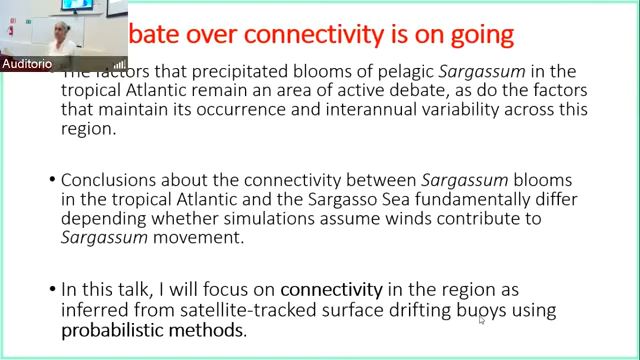 bate over connectivity is on going
Auditorio
The factors that precipitated blooms of pelagic Sargassum in the
tropical Atlantic remain an area of active debate, as do the factors
that maintain its occurrence and interannual variability across this
region.
• Conclusions about the connectivity between Sargassum blooms
in the tropical Atlantic and the Sargasso Sea fundamentally differ
depending whether simulations assume winds contribute to
Sargassum movement.
• In this talk, I will focus on connectivity in the region as
inferred from satellite-tracked surface drifting buoys using
probabilistic methods.